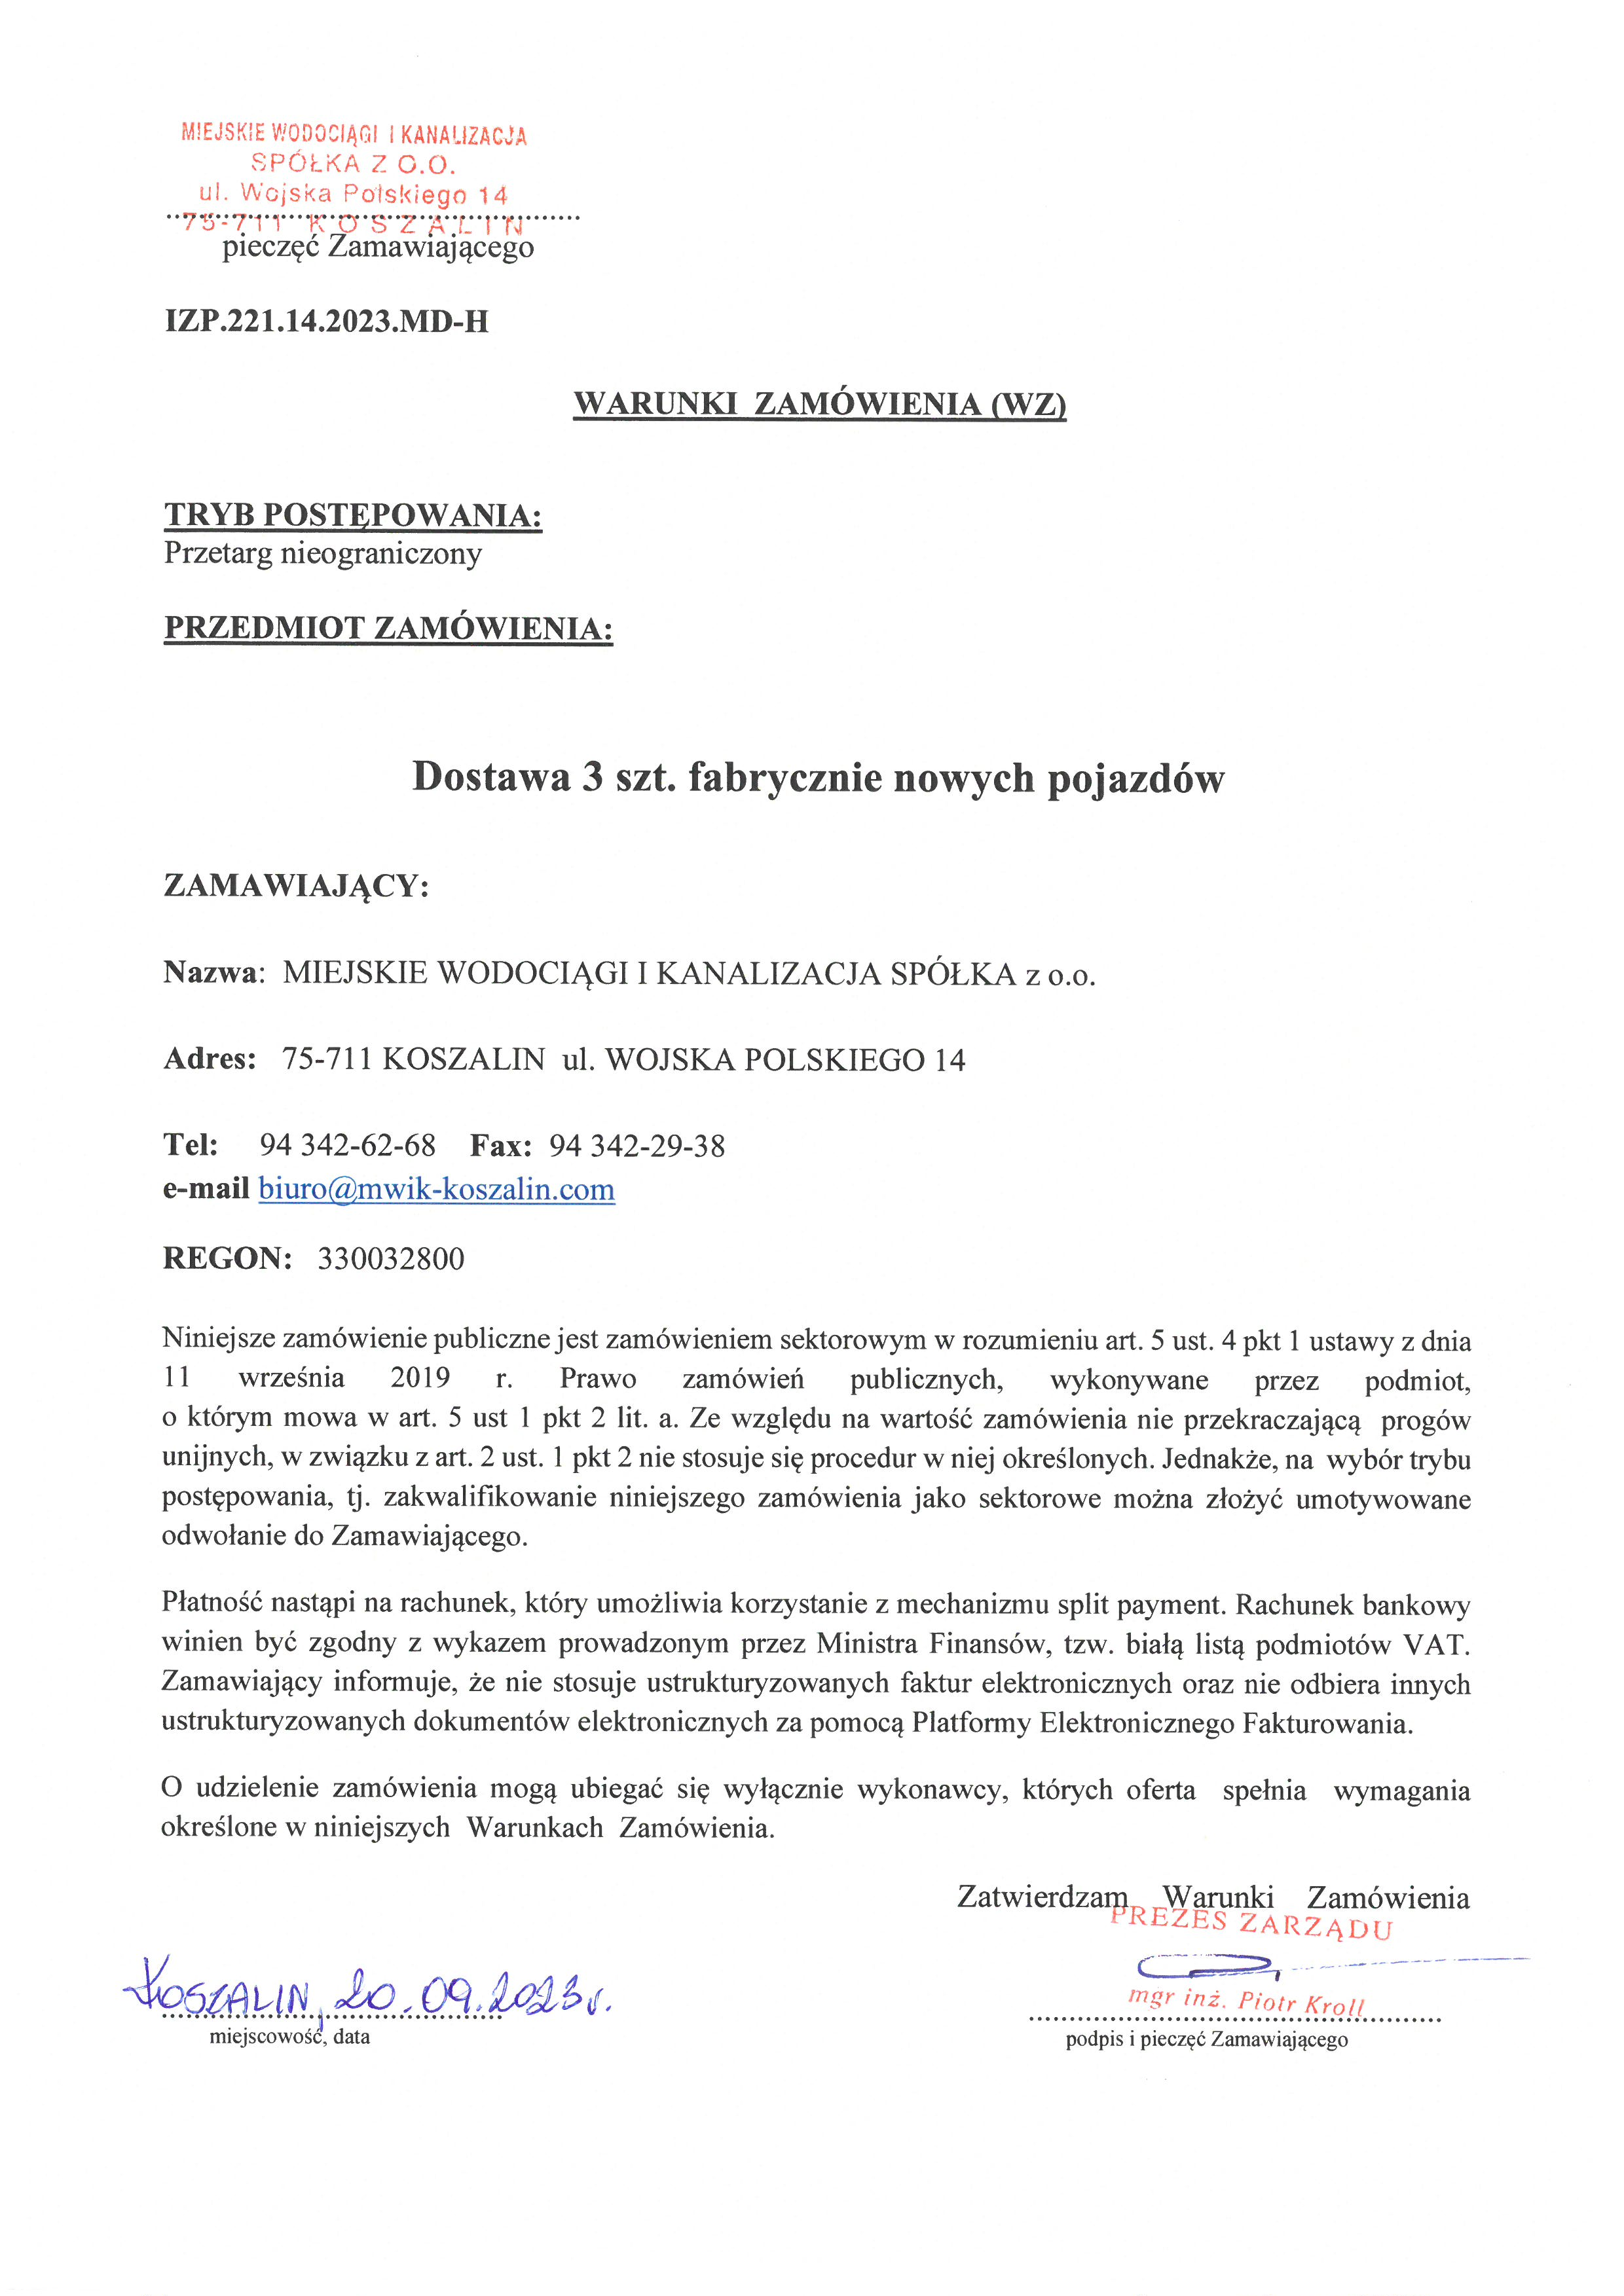 MIEJSKIE WODOCIĄGI I KANALIZACJA
SPÓŁKA Z O.O.
ul. Wojska Polskiego 14
75-711 KOSZALIN
pieczęć Zamawiającego
IZP.221.14.2023.MD-H
WARUNKI ZAMÓWIENIA (WZ)
TRYB POSTĘPOWANIA:
Przetarg nieograniczony
PRZEDMIOT ZAMÓWIENIA:
Dostawa 3 szt. fabrycznie nowych pojazdów
ZAMAWIAJĄCY:
Nazwa: MIEJSKIE WODOCIĄGI I KANALIZACJA SPÓŁKA z o.o.
Adres: 75-711 KOSZALIN ul. WOJSKA POLSKIEGO 14
Tel: 94 342-62-68 Fax: 94 342-29-38
e-mail biuro@mwik-koszalin.com
REGON: 330032800
Niniejsze zamówienie publiczne jest zamówieniem sektorowym w rozumieniu art. 5 ust. 4 pkt 1 ustawy z dnia
11 września 2019 r. Prawo zamówień publicznych, wykonywane przez podmiot,
o którym mowa w art. 5 ust 1 pkt 2 lit. a. Ze względu na wartość zamówienia nie przekraczającą progów
unijnych, w związku z art. 2 ust. 1 pkt 2 nie stosuje się procedur w niej określonych. Jednakże, na wybór trybu
postępowania, tj. zakwalifikowanie niniejszego zamówienia jako sektorowe można złożyć umotywowane
odwołanie do Zamawiającego.
Płatność nastąpi na rachunek, który umożliwia korzystanie z mechanizmu split payment. Rachunek bankowy
winien być zgodny z wykazem prowadzonym przez Ministra Finansów, tzw. białą listą podmiotów VAT.
Zamawiający informuje, że nie stosuje ustrukturyzowanych faktur elektronicznych oraz nie odbiera innych
ustrukturyzowanych dokumentów elektronicznych za pomocą Platformy Elektronicznego Fakturowania.
O udzielenie zamówienia mogą ubiegać się wyłącznie wykonawcy, których oferta spełnia wymagania
określone w niniejszych Warunkach Zamówienia.
Zatwierdzam Warunki Zamówienia
PREZES ZARZĄDU
mgr inż. Piotr Kroll
KOSZALIN, 20.09.2023r.
miejscowość, data
podpis i pieczęć Zamawiającego